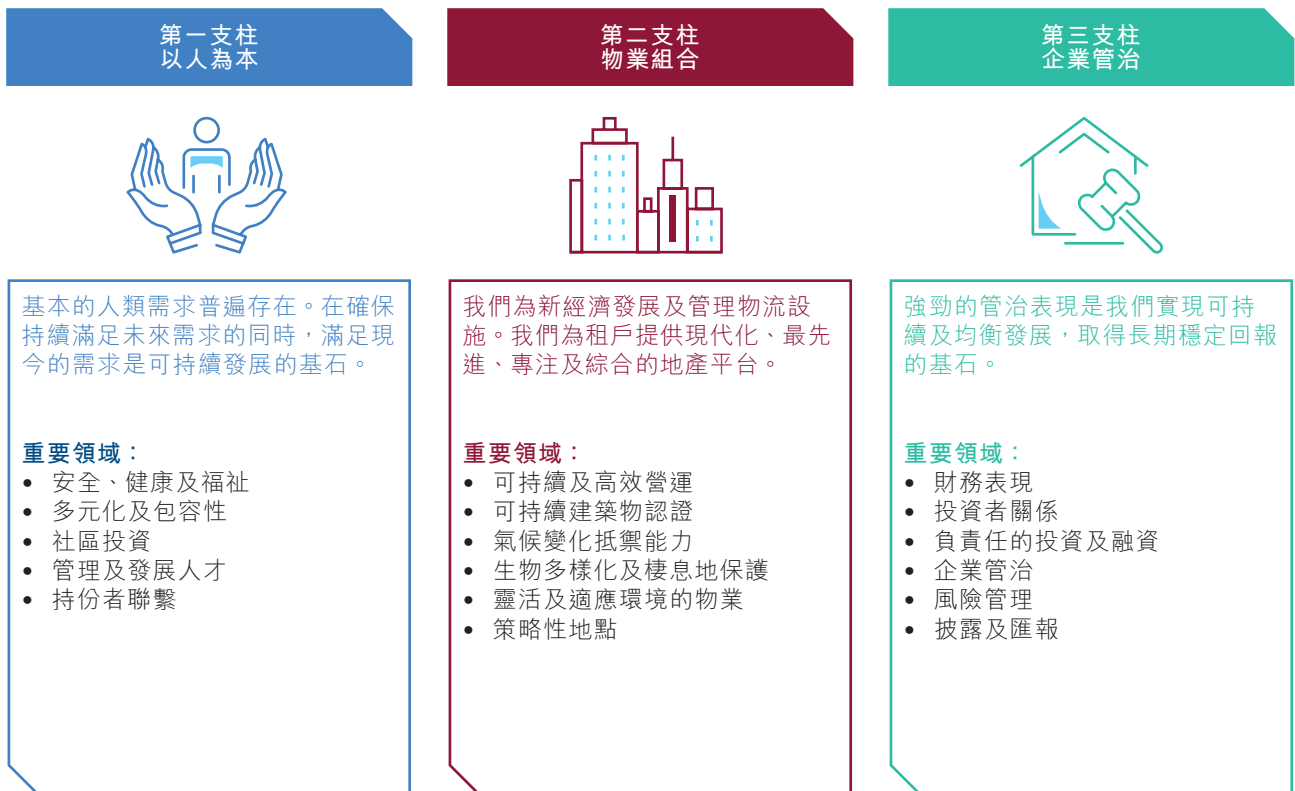 第一支柱
以人為本
基本的人類需求普遍存在。在確保
持續滿足未來需求的同時，滿足現
今的需求是可持續發展的基石。
重要領域：
• 安全、健康及福祉
• 多元化及包容性
• 社區投資
• 管理及發展人才
• 持份者聯繫
第二支柱
物業組合
我們為新經濟發展及管理物流設
施。我們為租戶提供現代化、最先
進、專注及綜合的地產平台。
重要領域：
• 可持續及高效營運
• 可持續建築物認證
• 氣候變化抵禦能力
• 生物多樣化及棲息地保護
• 靈活及適應環境的物業
• 策略性地點
第三支柱
企業管治
強勁的管治表現是我們實現可持
續及均衡發展，取得長期穩定回報
的基石。
重要領域：
• 財務表現
• 投資者關係
• 負責任的投資及融資
• 企業管治
• 風險管理
• 披露及匯報